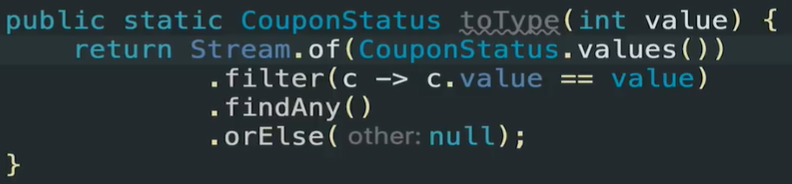 public static CouponStatus toType(int value) {
    return Stream.of(CouponStatus.values())
            .filter(c -> c.value == value)
            .findAny()
            .orElse( other: null);
}